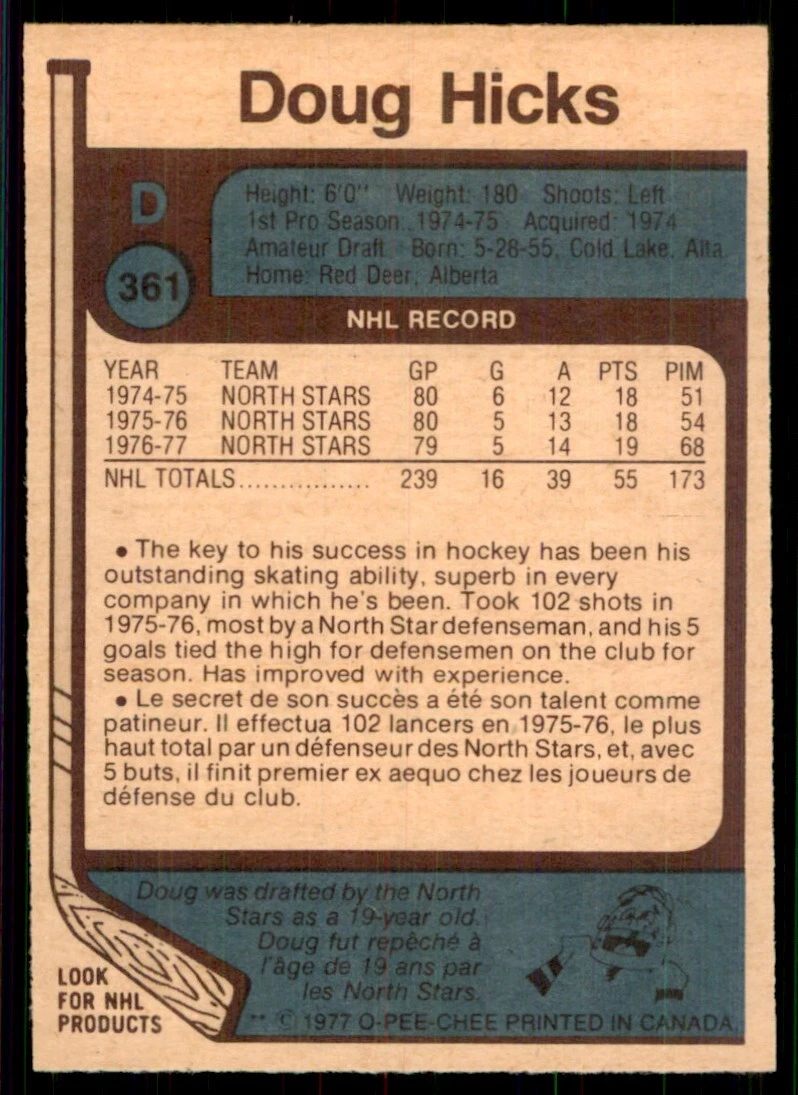 Doug Hicks
D
361
Height: 6'0" Weight: 180 Shoots: Left
1st Pro Season: 1974-75 Acquired: 1974
Amateur Draft Born: 5-28-55, Cold Lake, Alta.
Home: Red Deer, Alberta
NHL RECORD
YEAR TEAM GP G A PTS PIM
1974-75 NORTH STARS 80 6 12 18 51
1975-76 NORTH STARS 80 5 13 18 54
1976-77 NORTH STARS 79 5 14 19 68
NHL TOTALS................ 239 16 39 55 173
• The key to his success in hockey has been his
outstanding skating ability, superb in every
company in which he's been. Took 102 shots in
1975-76, most by a North Star defenseman, and his 5
goals tied the high for defensemen on the club for
season. Has improved with experience.
• Le secret de son succès a été son talent comme
patineur. Il effectua 102 lancers en 1975-76, le plus
haut total par un défenseur des North Stars, et, avec
5 buts, il finit premier ex aequo chez les joueurs de
défense du club.
Doug was drafted by the North
Stars as a 19-year old.
Doug fut repêché à
l'âge de 19 ans par
les North Stars.
LOOK
FOR NHL
PRODUCTS
** © 1977 O-PEE-CHEE PRINTED IN CANADA